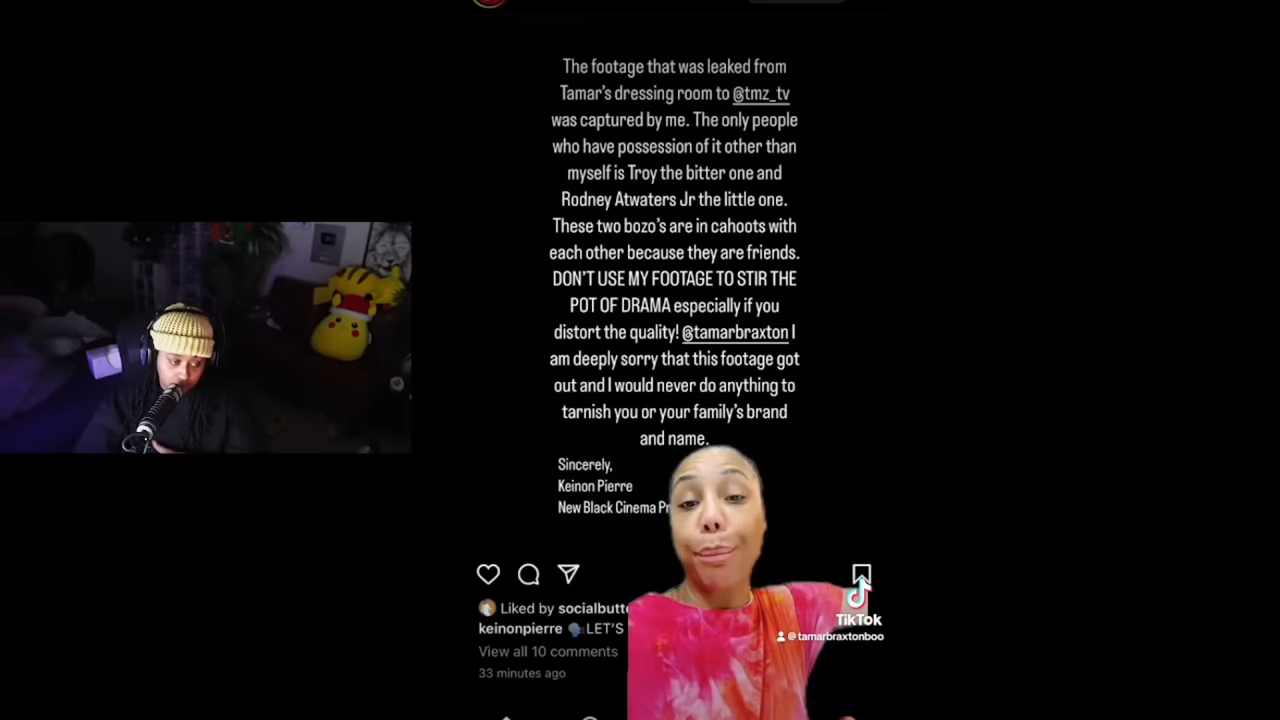 The footage that was leaked from
Tamar's dressing room to @tmz_tv
was captured by me. The only people
who have possession of it other than
myself is Troy the bitter one and
Rodney Atwaters Jr the little one.
These two bozo's are in cahoots with
each other because they are friends.
DON'T USE MY FOOTAGE TO STIR THE
POT OF DRAMA especially if you
distort the quality! @tamarbraxton I
am deeply sorry that this footage got
out and I would never do anything to
tarnish you or your family's brand
and name.
Sincerely,
Keinon Pierre
New Black Cinema Pr
Liked by socialbutte
keinonpierre 🗣️LET'S
View all 10 comments
33 minutes ago
TikTok
@tamarbraxtonboo